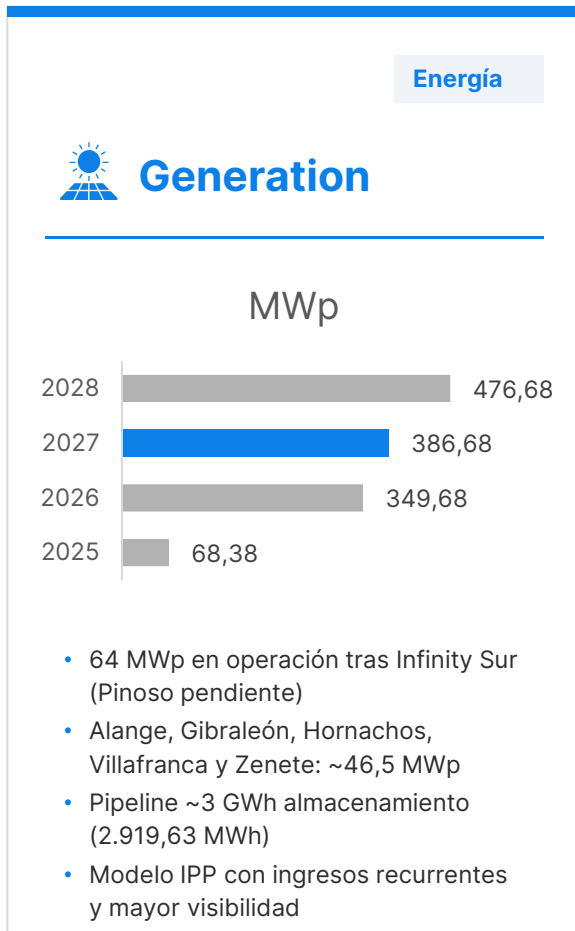 Energía
Generation
MWp
2028 476,68
2027 386,68
2026 349,68
2025 68,38
• 64 MWp en operación tras Infinity Sur
(Pinoso pendiente)
• Alange, Gibraleón, Hornachos,
Villafranca y Zenete: ~46,5 MWp
• Pipeline ~3 GWh almacenamiento
(2.919,63 MWh)
• Modelo IPP con ingresos recurrentes
y mayor visibilidad